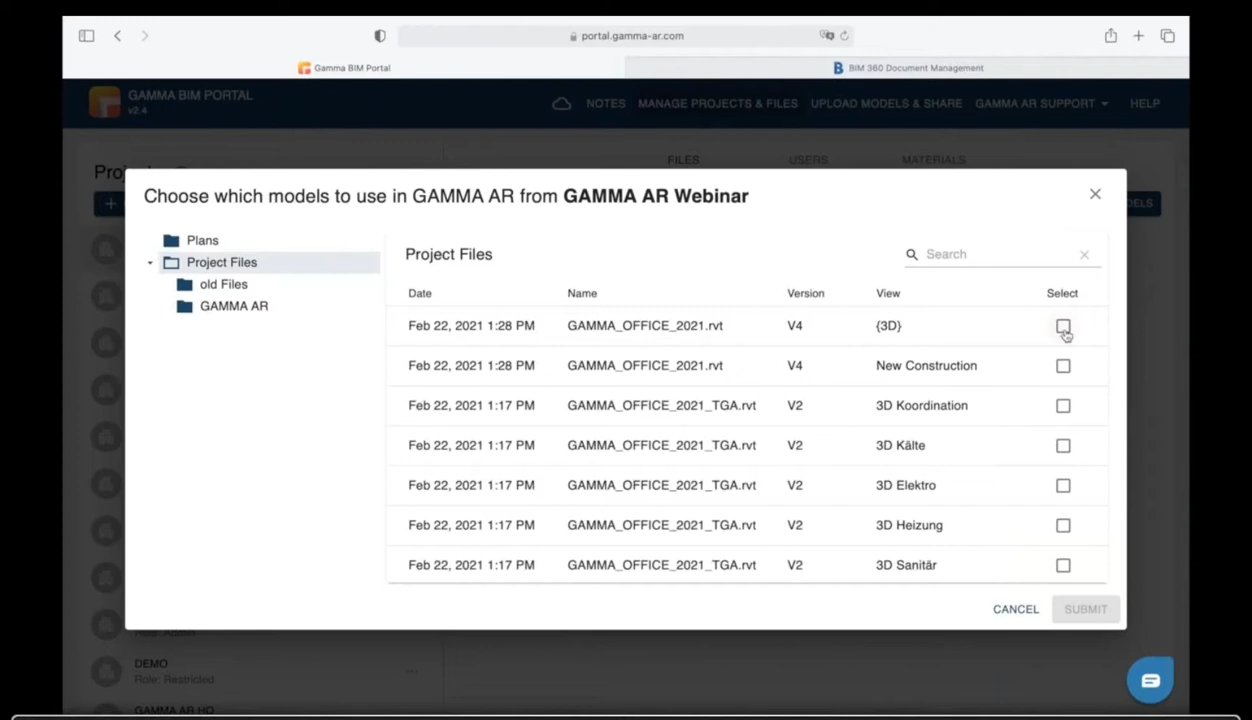 portal.gamma-ar.com
Gamma BIM Portal
BIM 360 Document Management
GAMMA BIM PORTAL
v2.4
NOTES
MANAGE PROJECTS & FILES
UPLOAD MODELS & SHARE
GAMMA AR SUPPORT
HELP
FILES
USERS
MATERIALS
Choose which models to use in GAMMA AR from GAMMA AR Webinar
Plans
Project Files
old Files
GAMMA AR
Project Files
Search
Date Name Version View Select
Feb 22, 2021 1:28 PM GAMMA_OFFICE_2021.rvt V4 {3D}
Feb 22, 2021 1:28 PM GAMMA_OFFICE_2021.rvt V4 New Construction
Feb 22, 2021 1:17 PM GAMMA_OFFICE_2021_TGA.rvt V2 3D Koordination
Feb 22, 2021 1:17 PM GAMMA_OFFICE_2021_TGA.rvt V2 3D Kälte
Feb 22, 2021 1:17 PM GAMMA_OFFICE_2021_TGA.rvt V2 3D Elektro
Feb 22, 2021 1:17 PM GAMMA_OFFICE_2021_TGA.rvt V2 3D Heizung
Feb 22, 2021 1:17 PM GAMMA_OFFICE_2021_TGA.rvt V2 3D Sanitär
CANCEL
SUBMIT
Role: Admin
DEMO
Role: Restricted
GAMMA AR HQ